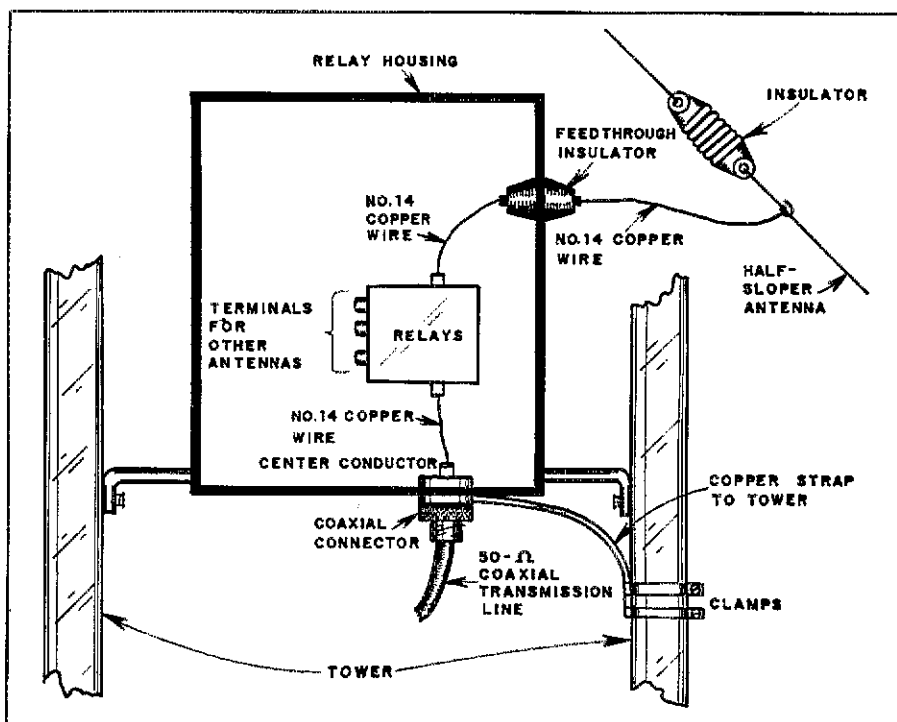 RELAY HOUSING
INSULATOR
FEEDTHROUGH
INSULATOR
NO.14
COPPER
WIRE
NO.14 COPPER
WIRE
HALF-
SLOPER
ANTENNA
TERMINALS
FOR
OTHER
ANTENNAS
RELAYS
NO.14 COPPER
WIRE
CENTER CONDUCTOR
COPPER STRAP
TO TOWER
COAXIAL
CONNECTOR
50-Ω
COAXIAL
TRANSMISSION
LINE
CLAMPS
TOWER